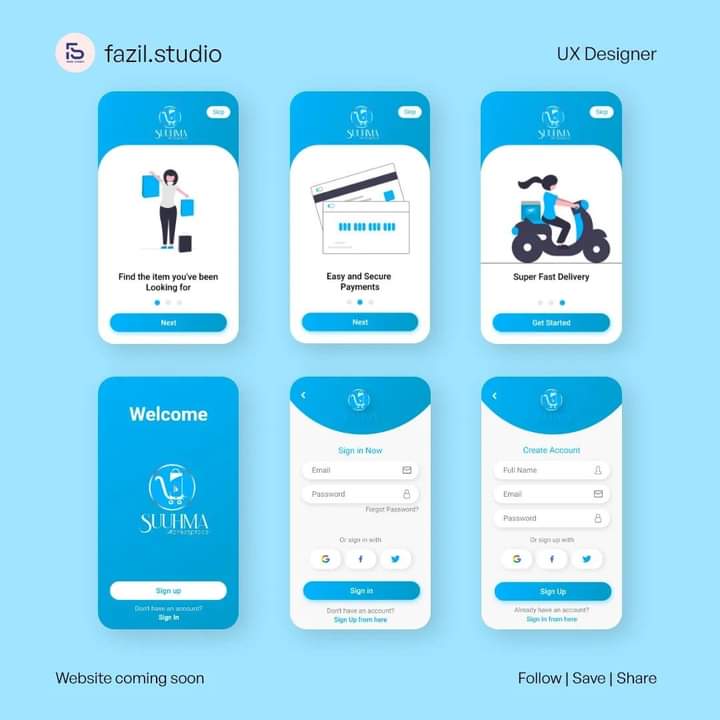 fazil.studio
UX Designer
Skip
SUUHMA
Find the item you've been
Looking for
Next
Skip
SUUHMA
Easy and Secure
Payments
Next
Skip
SUUHMA
Super Fast Delivery
Get Started
Welcome
SUUHMA
Sign up
Don't have an account?
Sign In
Sign in Now
Email
Password
Forgot Password?
Or sign in with
G f
Sign in
Don't have an account?
Sign Up from here
Create Account
Full Name
Email
Password
Or sign up with
G f
Sign Up
Already have an account?
Sign In from here
Website coming soon
Follow | Save | Share